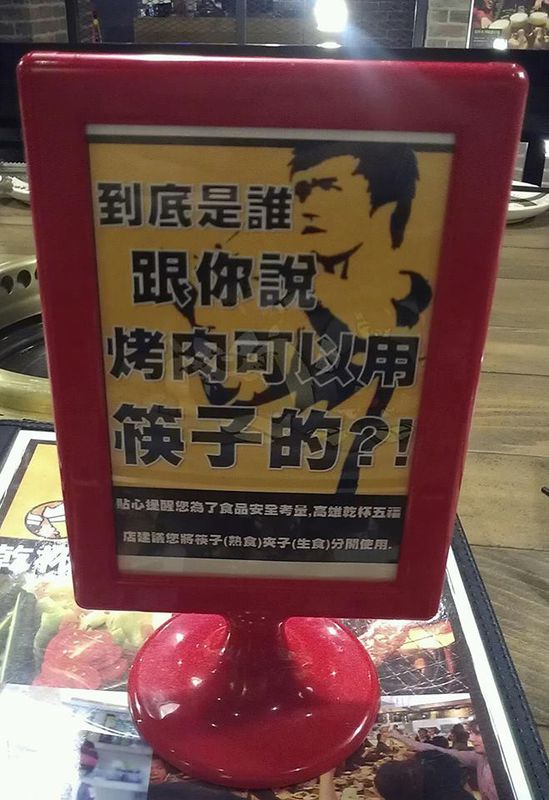 到底是誰
跟你說
烤肉可以用
筷子的?!
貼心提醒您為了食品安全考量,高雄乾杯五福
店建議您將筷子(熟食)夾子(生食)分開使用.